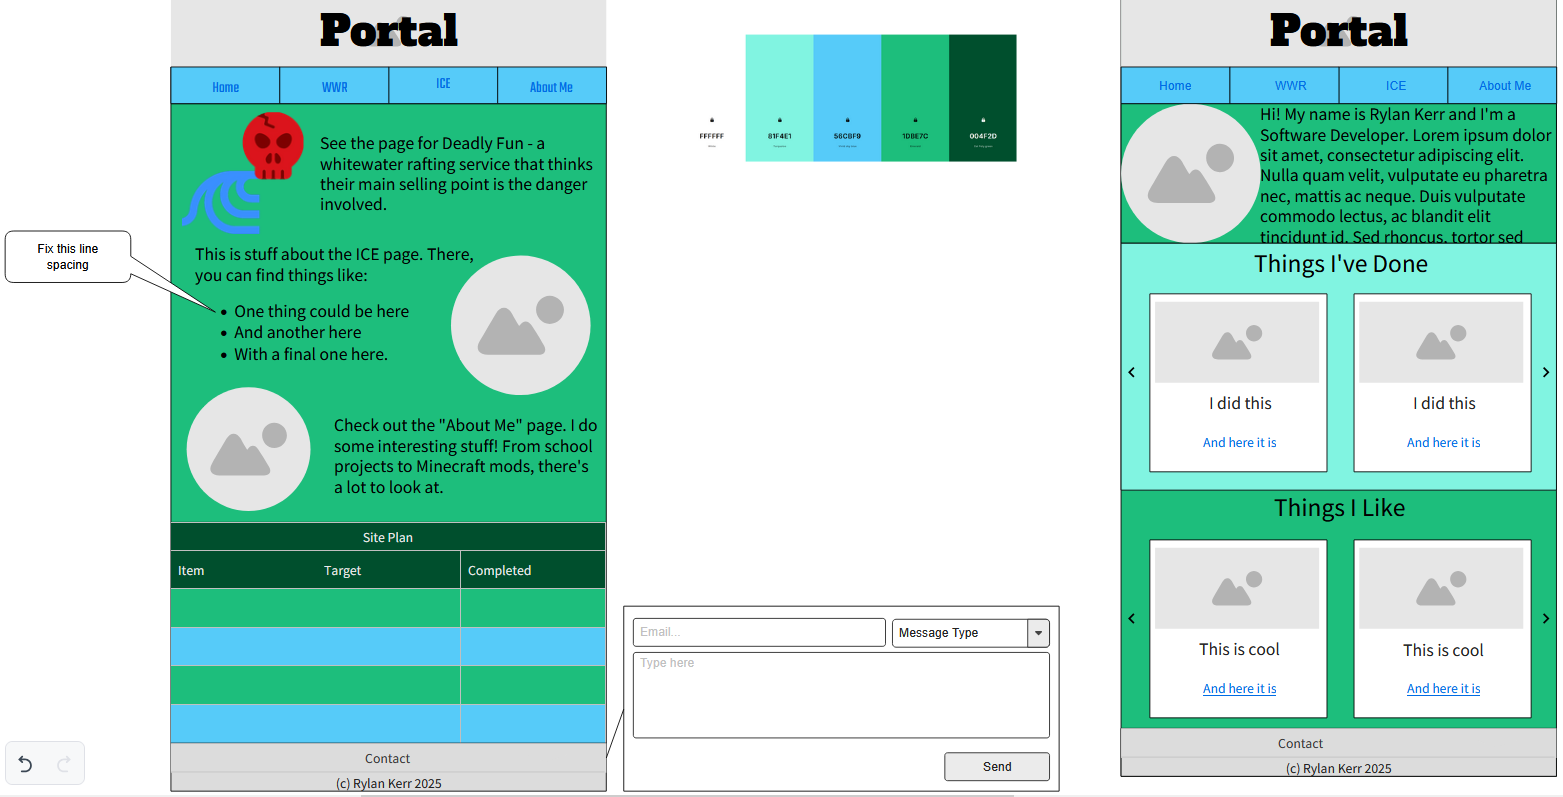 Portal
Home
WWR
ICE
About Me
See the page for Deadly Fun - a
whitewater rafting service that thinks
their main selling point is the danger
involved.
Fix this line
spacing
This is stuff about the ICE page. There,
you can find things like:
• One thing could be here
• And another here
• With a final one here.
Check out the "About Me" page. I do
some interesting stuff! From school
projects to Minecraft mods, there's
a lot to look at.
Site Plan
Item
Target
Completed
Contact
(c) Rylan Kerr 2025
FFFFFF
81F4E1
56CBF9
1DBE7C
004F2D
Email...
Message Type
Type here
Send
Portal
Home
WWR
ICE
About Me
Hi! My name is Rylan Kerr and I'm a
Software Developer. Lorem ipsum dolor
sit amet, consectetur adipiscing elit.
Nulla quam velit, vulputate eu pharetra
nec, mattis ac neque. Duis vulputate
commodo lectus, ac blandit elit
tincidunt id. Sed rhoncus, tortor sed
Things I've Done
I did this
And here it is
I did this
And here it is
Things I Like
This is cool
And here it is
This is cool
And here it is
Contact
(c) Rylan Kerr 2025